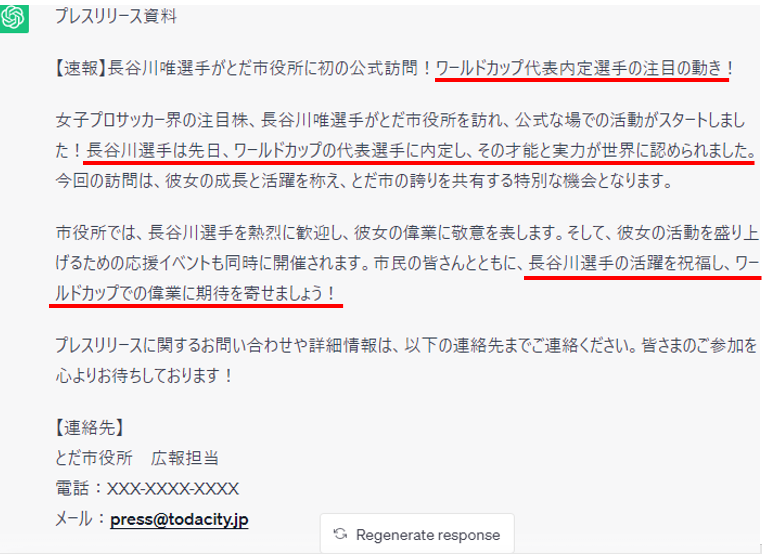 プレスリリース資料
【速報】長谷川唯選手がとだ市役所に初の公式訪問！ワールドカップ代表内定選手の注目の動き！
女子プロサッカー界の注目株、長谷川唯選手がとだ市役所を訪れ、公式な場での活動がスタートしまし
た！長谷川選手は先日、ワールドカップの代表選手に内定し、その才能と実力が世界に認められました。
今回の訪問は、彼女の成長と活躍を称え、とだ市の誇りを共有する特別な機会となります。
市役所では、長谷川選手を熱烈に歓迎し、彼女の偉業に敬意を表します。そして、彼女の活動を盛り上
げるための応援イベントも同時に開催されます。市民の皆さんとともに、長谷川選手の活躍を祝福し、ワー
ルドカップでの偉業に期待を寄せましょう！
プレスリリースに関するお問い合わせや詳細情報は、以下の連絡先までご連絡ください。皆さまのご参加を
心よりお待ちしております！
【連絡先】
とだ市役所　広報担当
電話：XXX-XXXX-XXXX
メール：press@todacity.jp
Regenerate response